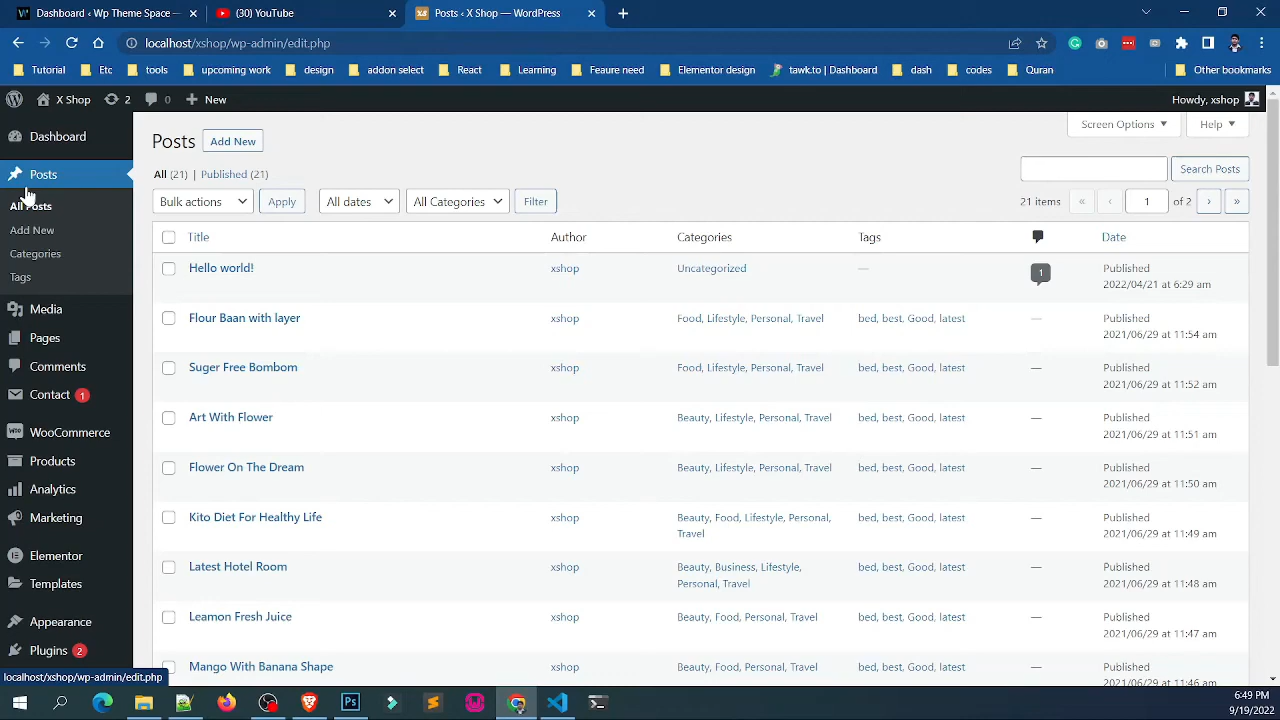 Dashboard ‹ Wp Theme Space —
(30) YouTube
Posts ‹ X Shop — WordPress
localhost/xshop/wp-admin/edit.php
Tutorial Etc tools upcoming work design addon select React Learning Feaure need Elementor design tawk.to | Dashboard dash codes Quran Other bookmarks
X Shop 2 0 New Howdy, xshop
Dashboard
Posts
All Posts
Add New
Categories
Tags
Media
Pages
Comments
Contact 1
WooCommerce
Products
Analytics
Marketing
Elementor
Templates
Appearance
Plugins 2
localhost/xshop/wp-admin/edit.php
Screen Options Help
Posts Add New
All (21) | Published (21)
Search Posts
Bulk actions Apply All dates All Categories Filter 21 items « ‹ 1 of 2 › »
Title Author Categories Tags Date
Hello world! xshop Uncategorized — 1 Published
2022/04/21 at 6:29 am
Flour Baan with layer xshop Food, Lifestyle, Personal, Travel bed, best, Good, latest — Published
2021/06/29 at 11:54 am
Suger Free Bombom xshop Food, Lifestyle, Personal, Travel bed, best, Good, latest — Published
2021/06/29 at 11:52 am
Art With Flower xshop Beauty, Lifestyle, Personal, Travel bed, best, Good, latest — Published
2021/06/29 at 11:51 am
Flower On The Dream xshop Beauty, Lifestyle, Personal, Travel bed, best, Good, latest — Published
2021/06/29 at 11:50 am
Kito Diet For Healthy Life xshop Beauty, Food, Lifestyle, Personal, bed, best, Good, latest — Published
Travel 2021/06/29 at 11:49 am
Latest Hotel Room xshop Beauty, Business, Lifestyle, bed, best, Good, latest — Published
Personal, Travel 2021/06/29 at 11:48 am
Leamon Fresh Juice xshop Beauty, Food, Personal, Travel bed, best, Good, latest — Published
2021/06/29 at 11:47 am
Mango With Banana Shape xshop Beauty, Food, Personal, Travel bed, best, Good, latest — Published
2021/06/29 at 11:46 am
6:49 PM
9/19/2022